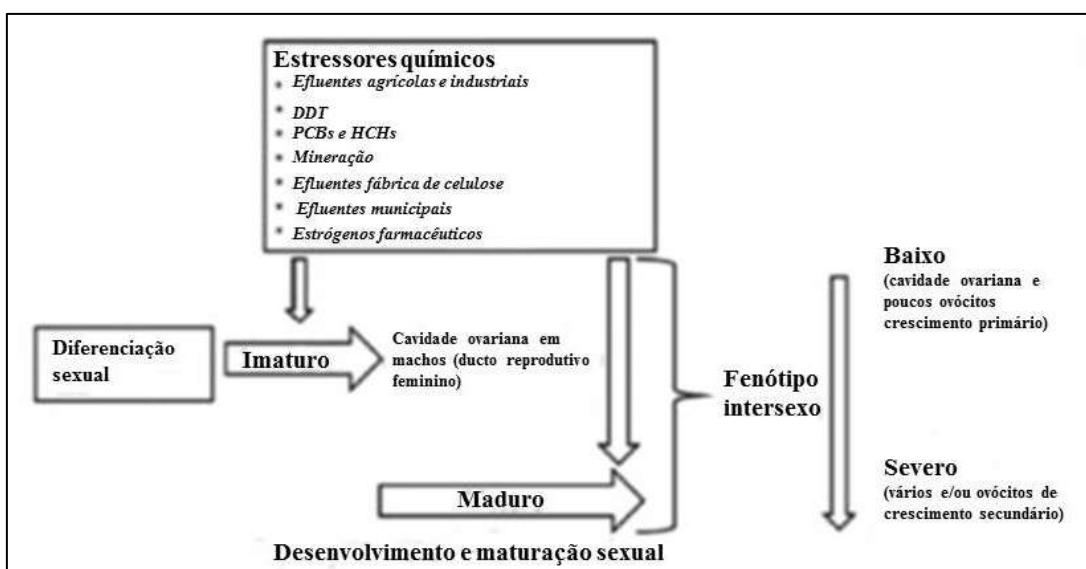 Estressores químicos
• Efluentes agrícolas e industriais
• DDT
• PCBs e HCHs
• Mineração
• Efluentes fábrica de celulose
• Efluentes municipais
• Estrógenos farmacêuticos
Diferenciação
sexual
Imaturo
Cavidade ovariana em
machos (ducto reprodutivo
feminino)
Maduro
Desenvolvimento e maturação sexual
Fenótipo
intersexo
Baixo
(cavidade ovariana e
poucos ovócitos
crescimento primário)
Severo
(vários e/ou ovócitos de
crescimento secundário)